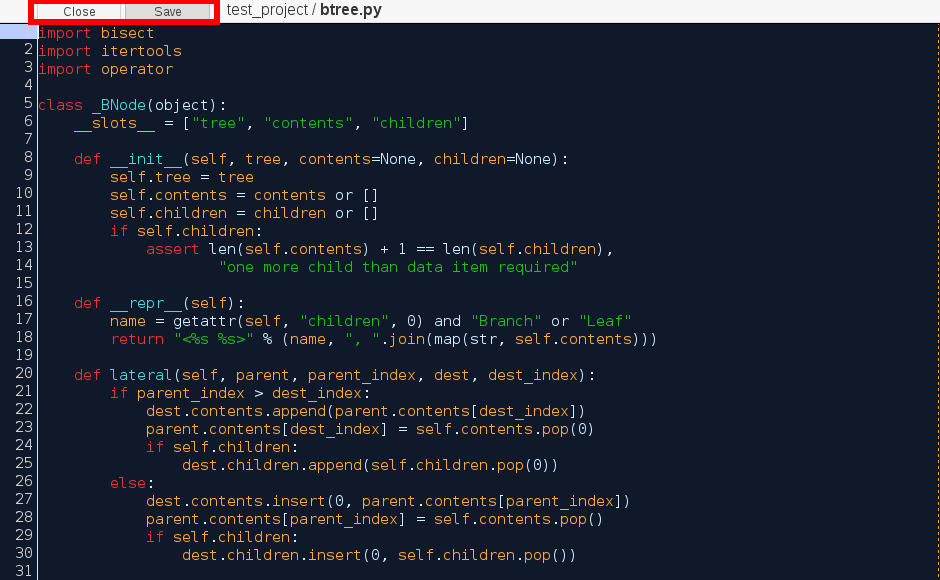 Close Save test_project / btree.py
import bisect
2 import itertools
3 import operator
4
5 class _BNode(object):
6     __slots__ = ["tree", "contents", "children"]
7
8     def __init__(self, tree, contents=None, children=None):
9         self.tree = tree
10         self.contents = contents or []
11         self.children = children or []
12         if self.children:
13             assert len(self.contents) + 1 == len(self.children),
14                     "one more child than data item required"
15
16     def __repr__(self):
17         name = getattr(self, "children", 0) and "Branch" or "Leaf"
18         return "<%s %s>" % (name, ", ".join(map(str, self.contents)))
19
20     def lateral(self, parent, parent_index, dest, dest_index):
21         if parent_index > dest_index:
22             dest.contents.append(parent.contents[dest_index])
23             parent.contents[dest_index] = self.contents.pop(0)
24             if self.children:
25                 dest.children.append(self.children.pop(0))
26         else:
27             dest.contents.insert(0, parent.contents[parent_index])
28             parent.contents[parent_index] = self.contents.pop()
29             if self.children:
30                 dest.children.insert(0, self.children.pop())
31